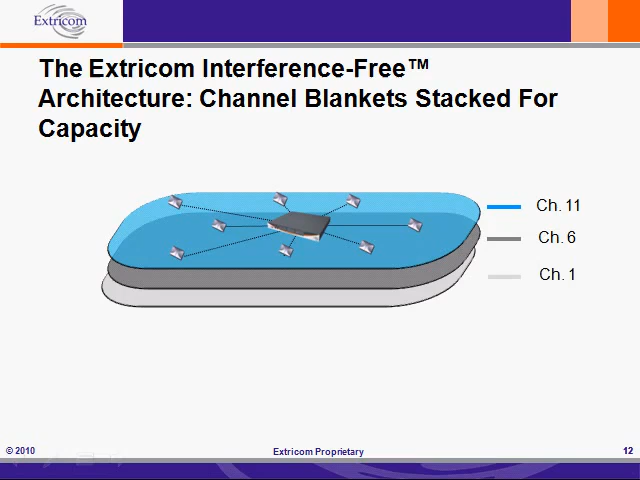 Extricom
The Extricom Interference-Free™
Architecture: Channel Blankets Stacked For
Capacity
Ch. 11
Ch. 6
Ch. 1
© 2010
Extricom Proprietary
12